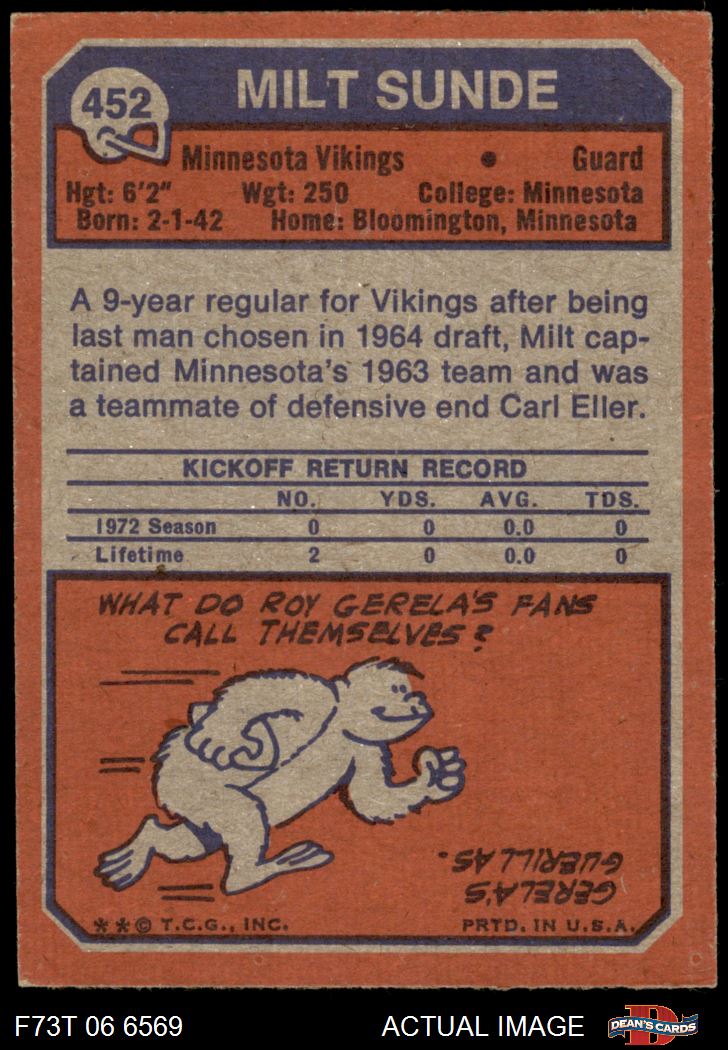 452
MILT SUNDE
Minnesota Vikings • Guard
Hgt: 6'2" Wgt: 250 College: Minnesota
Born: 2-1-42 Home: Bloomington, Minnesota
A 9-year regular for Vikings after being
last man chosen in 1964 draft, Milt cap-
tained Minnesota's 1963 team and was
a teammate of defensive end Carl Eller.
KICKOFF RETURN RECORD
NO. YDS. AVG. TDS.
1972 Season 0 0 0.0 0
Lifetime 2 0 0.0 0
WHAT DO ROY GERELA'S FANS
CALL THEMSELVES?
GERELA'S
GUERILLAS.
**© T.C.G., INC. PRTD. IN U.S.A.
F73T 06 6569 ACTUAL IMAGE
D
DEAN'S CARDS